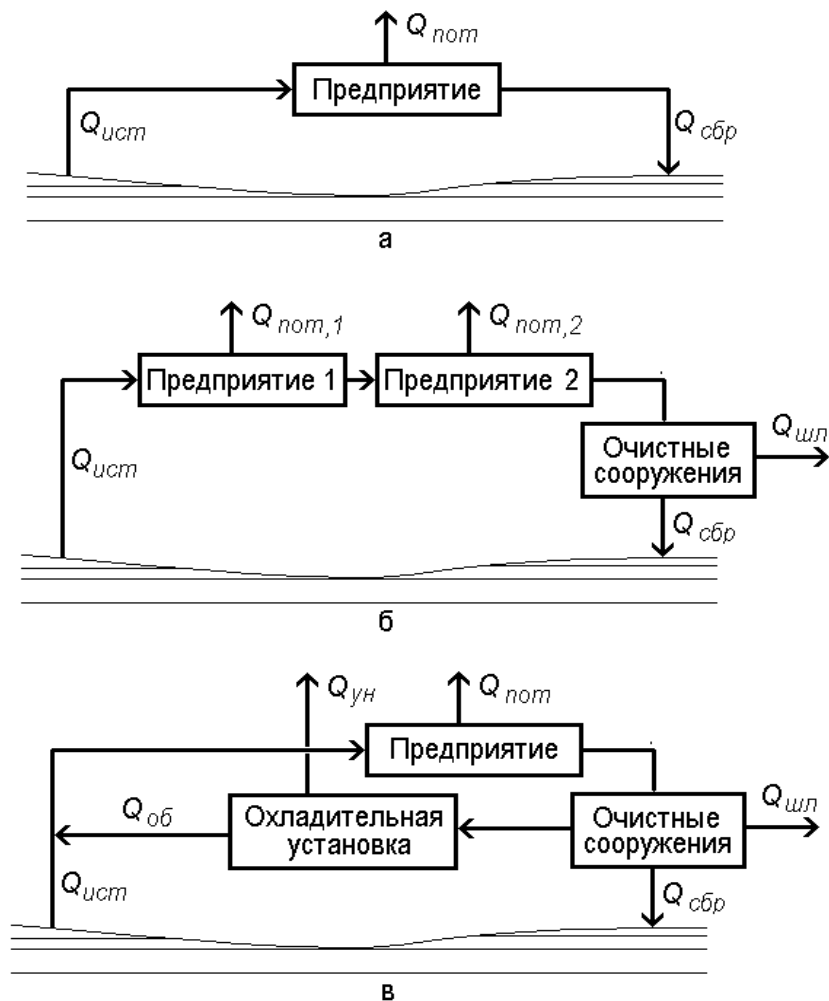 Q пот
Предприятие
Q ист
Q сбр
а
Q пот,1
Q пот,2
Предприятие 1
Предприятие 2
Q шл
Очистные
сооружения
Q ист
Q сбр
б
Q ун
Q пот
Предприятие
Q об
Охладительная
установка
Q шл
Очистные
сооружения
Q ист
Q сбр
в